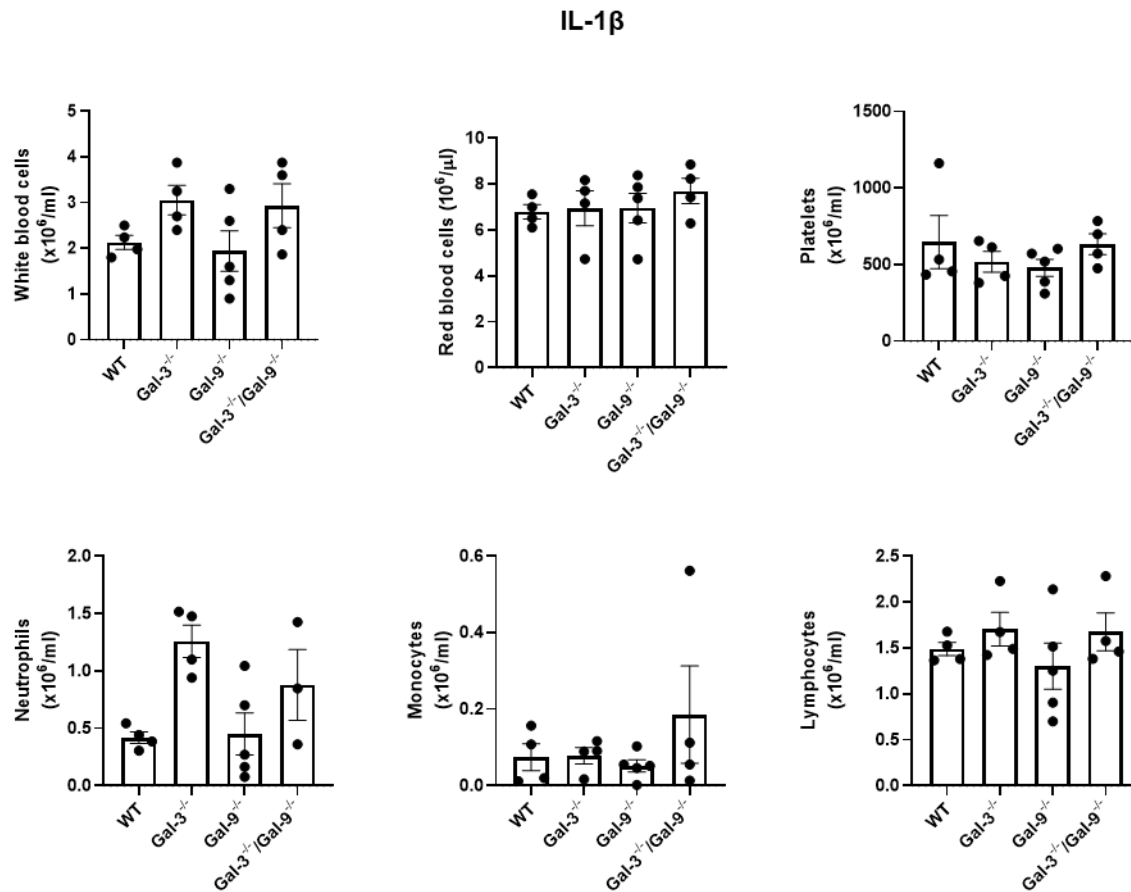 IL-1β
White blood cells
(x10⁶/ml)
5
4
3
2
1
0
WT
Gal-3⁻/⁻
Gal-9⁻/⁻
Gal-3⁻/⁻/Gal-9⁻/⁻
Red blood cells (10⁶/µl)
10
8
6
4
2
0
WT
Gal-3⁻/⁻
Gal-9⁻/⁻
Gal-3⁻/⁻/Gal-9⁻/⁻
Platelets
(x10⁶/ml)
1500
1000
500
0
WT
Gal-3⁻/⁻
Gal-9⁻/⁻
Gal-3⁻/⁻/Gal-9⁻/⁻
Neutrophils
(x10⁶/ml)
2.0
1.5
1.0
0.5
0.0
WT
Gal-3⁻/⁻
Gal-9⁻/⁻
Gal-3⁻/⁻/Gal-9⁻/⁻
Monocytes
(x10⁶/ml)
0.6
0.4
0.2
0.0
WT
Gal-3⁻/⁻
Gal-9⁻/⁻
Gal-3⁻/⁻/Gal-9⁻/⁻
Lymphocytes
(x10⁶/ml)
2.5
2.0
1.5
1.0
0.5
0.0
WT
Gal-3⁻/⁻
Gal-9⁻/⁻
Gal-3⁻/⁻/Gal-9⁻/⁻